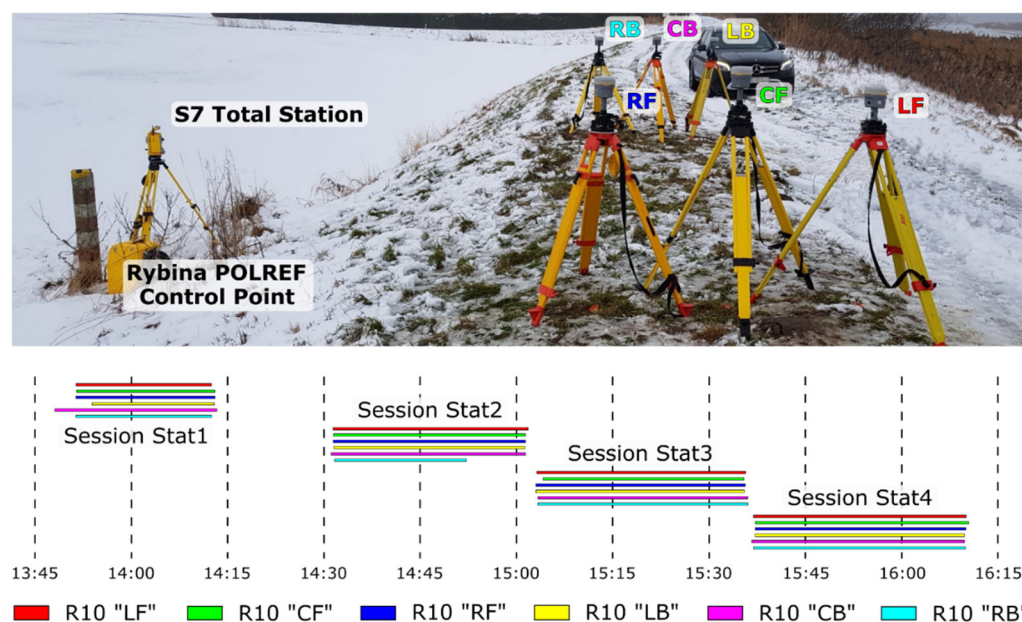 RB CB LB
S7 Total Station
RF CF LF
Rybina POLREF
Control Point
Session Stat1
Session Stat2
Session Stat3
Session Stat4
13:45 14:00 14:15 14:30 14:45 15:00 15:15 15:30 15:45 16:00 16:15
R10 "LF" R10 "CF" R10 "RF" R10 "LB" R10 "CB" R10 "RB"